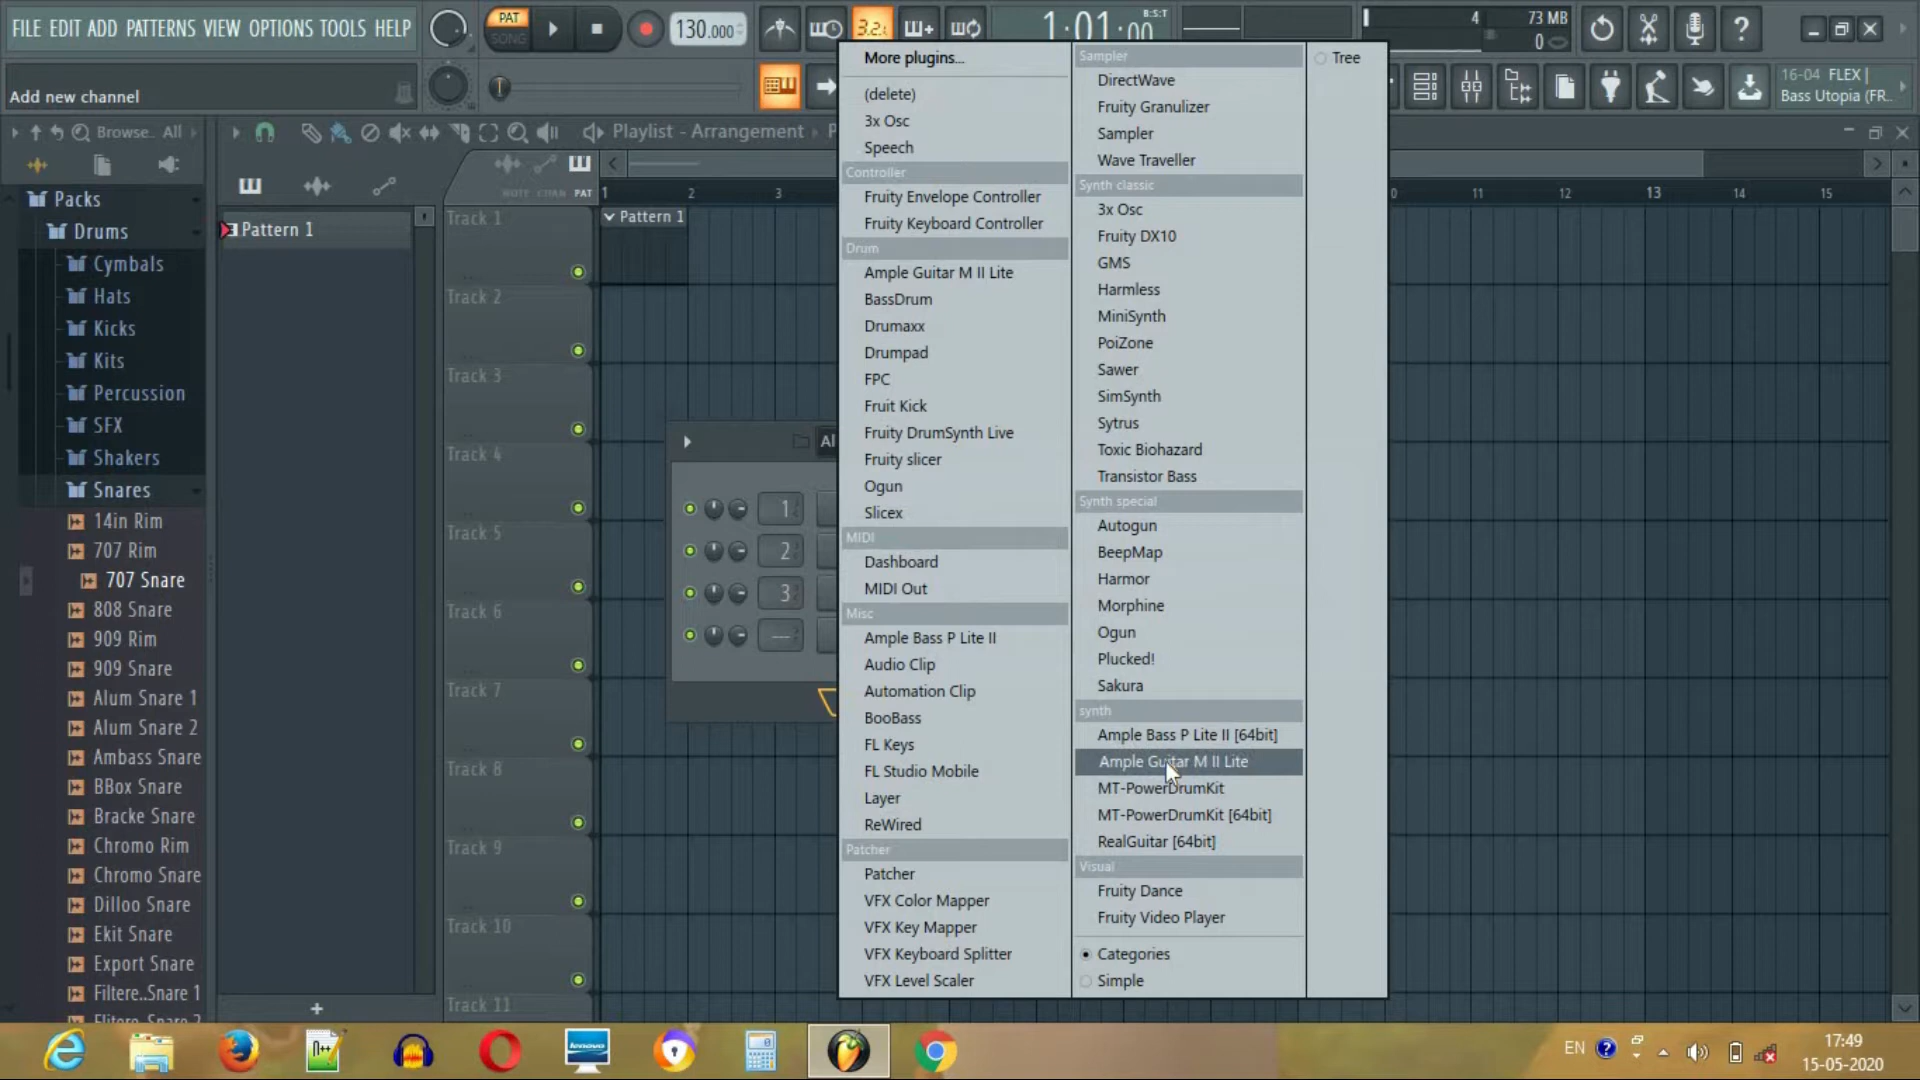 FILE EDIT ADD PATTERNS VIEW OPTIONS TOOLS HELP
PAT
SONG
130.000
3.2.
1:01:00
B:S:T
4
73 MB
0
Add new channel
16-04 FLEX |
Bass Utopia (FR..
Browse.. All
Playlist - Arrangement
NOTE CHAN PAT
1
2
3
11
12
13
14
15
Packs
Drums
Cymbals
Hats
Kicks
Kits
Percussion
SFX
Shakers
Snares
14in Rim
707 Rim
707 Snare
808 Snare
909 Rim
909 Snare
Alum Snare 1
Alum Snare 2
Ambass Snare
BBox Snare
Bracke Snare
Chromo Rim
Chromo Snare
Dilloo Snare
Ekit Snare
Export Snare
Filtere..Snare 1
Filtere..Snare 2
Pattern 1
Track 1
Track 2
Track 3
Track 4
Track 5
Track 6
Track 7
Track 8
Track 9
Track 10
Track 11
Pattern 1
1
2
3
---
More plugins...
(delete)
3x Osc
Speech
Controller
Fruity Envelope Controller
Fruity Keyboard Controller
Drum
Ample Guitar M II Lite
BassDrum
Drumaxx
Drumpad
FPC
Fruit Kick
Fruity DrumSynth Live
Fruity slicer
Ogun
Slicex
MIDI
Dashboard
MIDI Out
Misc
Ample Bass P Lite II
Audio Clip
Automation Clip
BooBass
FL Keys
FL Studio Mobile
Layer
ReWired
Patcher
Patcher
VFX Color Mapper
VFX Key Mapper
VFX Keyboard Splitter
VFX Level Scaler
Sampler
DirectWave
Fruity Granulizer
Sampler
Wave Traveller
Synth classic
3x Osc
Fruity DX10
GMS
Harmless
MiniSynth
PoiZone
Sawer
SimSynth
Sytrus
Toxic Biohazard
Transistor Bass
Synth special
Autogun
BeepMap
Harmor
Morphine
Ogun
Plucked!
Sakura
synth
Ample Bass P Lite II [64bit]
Ample Guitar M II Lite
MT-PowerDrumKit
MT-PowerDrumKit [64bit]
RealGuitar [64bit]
Visual
Fruity Dance
Fruity Video Player
Categories
Simple
Tree
lenovo
EN
17:49
15-05-2020